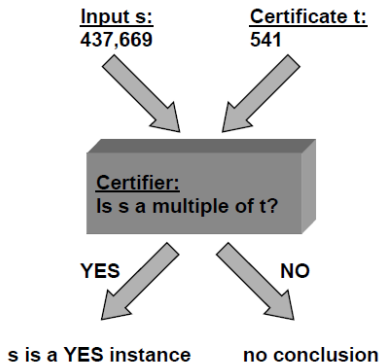 Input s:
437,669
Certificate t:
541
Certifier:
Is s a multiple of t?
YES
NO
s is a YES instance
no conclusion